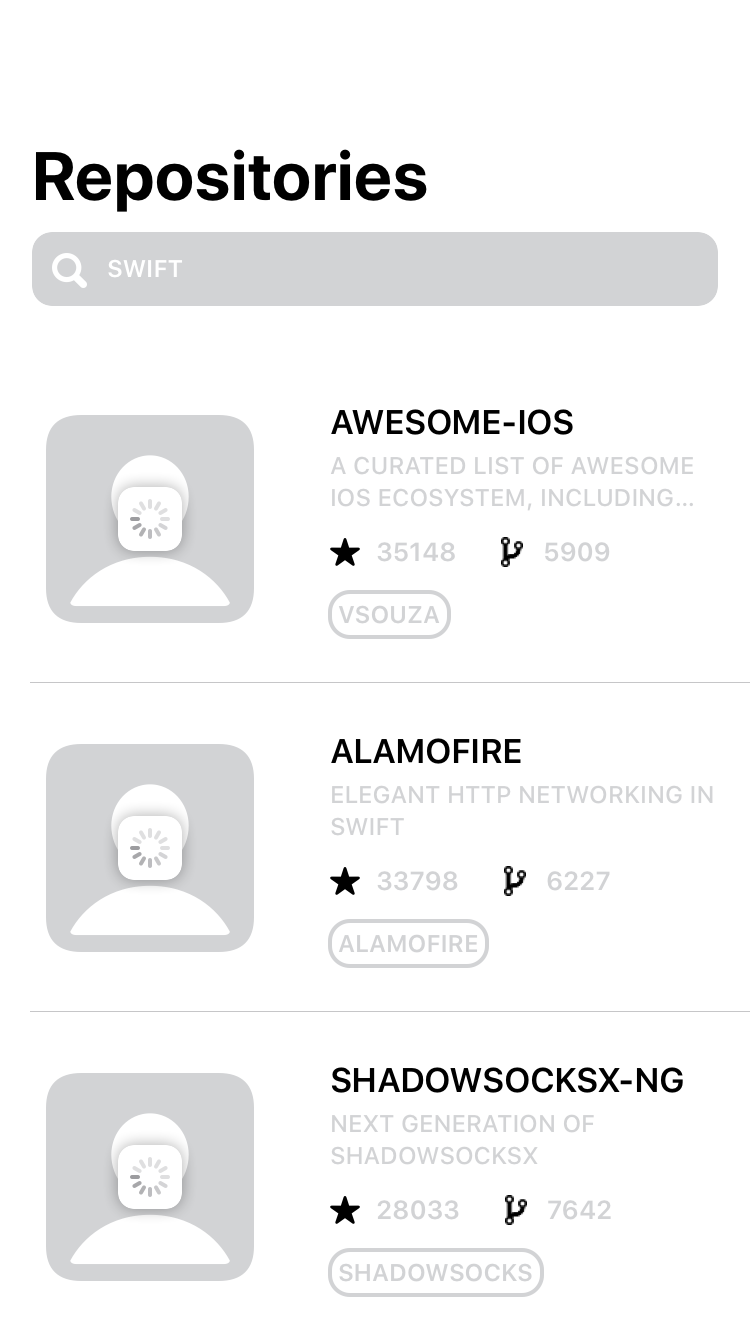 Repositories
SWIFT
AWESOME-IOS
A CURATED LIST OF AWESOME
IOS ECOSYSTEM, INCLUDING...
35148 5909
VSOUZA
ALAMOFIRE
ELEGANT HTTP NETWORKING IN
SWIFT
33798 6227
ALAMOFIRE
SHADOWSOCKSX-NG
NEXT GENERATION OF
SHADOWSOCKSX
28033 7642
SHADOWSOCKS